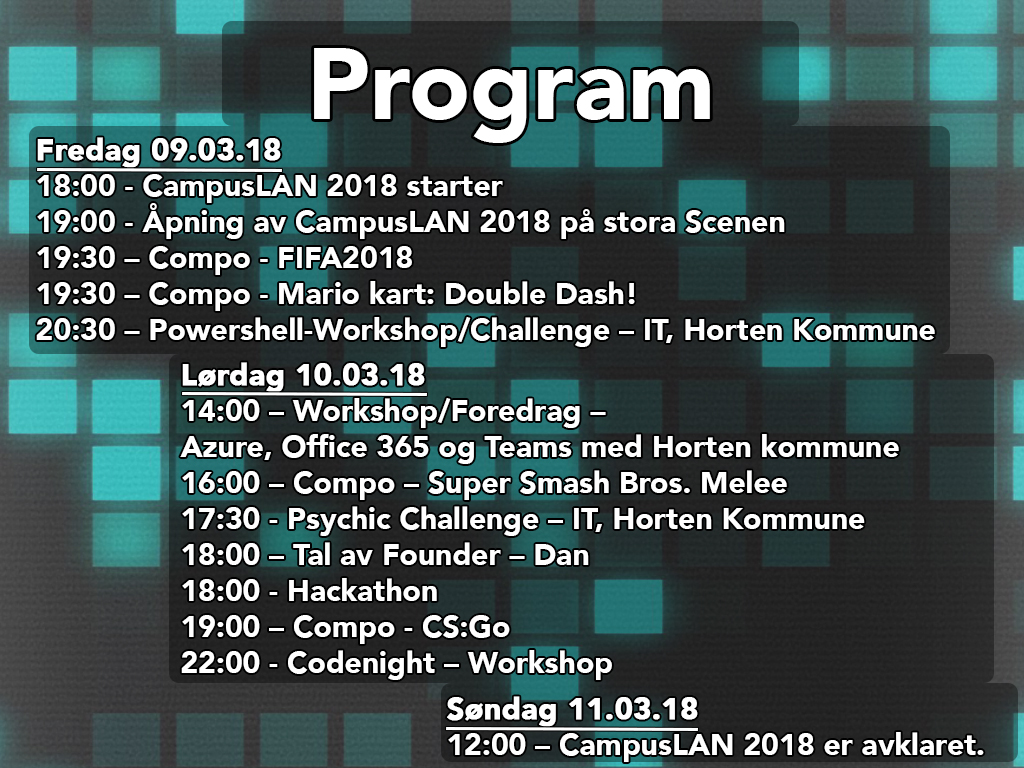 Program
Fredag 09.03.18
18:00 - CampusLAN 2018 starter
19:00 - Åpning av CampusLAN 2018 på stora Scenen
19:30 – Compo - FIFA2018
19:30 – Compo - Mario kart: Double Dash!
20:30 – Powershell-Workshop/Challenge – IT, Horten Kommune
Lørdag 10.03.18
14:00 – Workshop/Foredrag –
Azure, Office 365 og Teams med Horten kommune
16:00 – Compo – Super Smash Bros. Melee
17:30 - Psychic Challenge – IT, Horten Kommune
18:00 – Tal av Founder – Dan
18:00 - Hackathon
19:00 – Compo - CS:Go
22:00 - Codenight – Workshop
Søndag 11.03.18
12:00 – CampusLAN 2018 er avklaret.